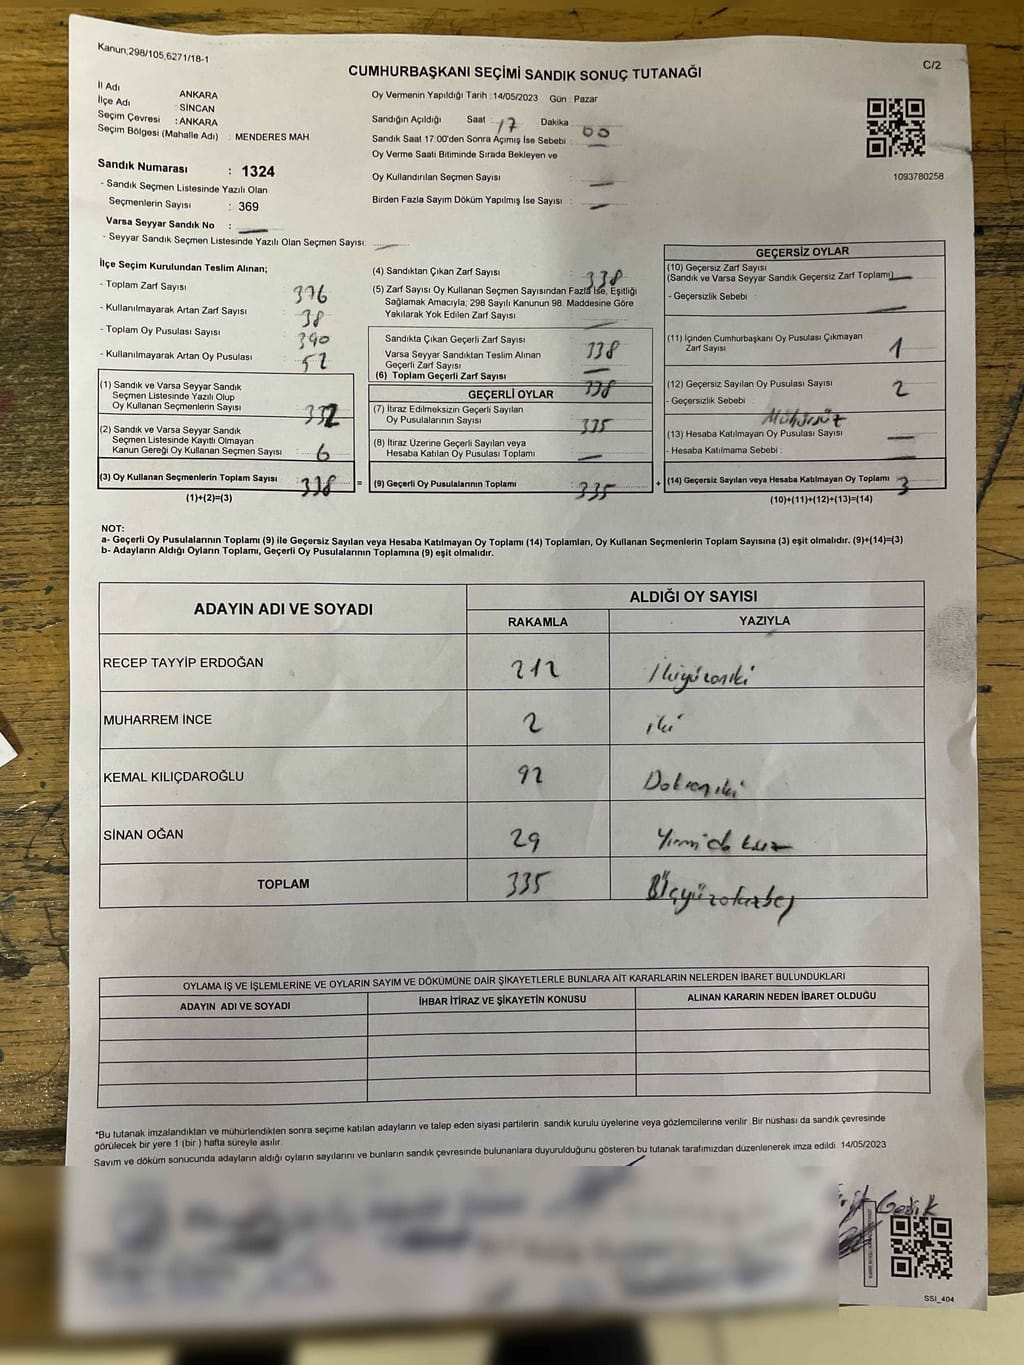 Kanun;298/105,6271/18-1
C/2
CUMHURBAŞKANI SEÇİMİ SANDIK SONUÇ TUTANAĞI
İl Adı : ANKARA
İlçe Adı : SİNCAN
Seçim Çevresi : ANKARA
Seçim Bölgesi (Mahalle Adı) : MENDERES MAH.
Sandık Numarası : 1324
- Sandık Seçmen Listesinde Yazılı Olan
Seçmenlerin Sayısı : 369
Varsa Seyyar Sandık No :
- Seyyar Sandık Seçmen Listesinde Yazılı Olan Seçmen Sayısı:
Oy Vermenin Yapıldığı Tarih :14/05/2023 Gün : Pazar
Sandığın Açıldığı Saat : 17 Dakika : 00
Sandık Saat 17:00'den Sonra Açımış İse Sebebi :
Oy Verme Saati Bitiminde Sırada Bekleyen ve
Oy Kullandırılan Seçmen Sayısı :
Birden Fazla Sayım Döküm Yapılmış İse Sayısı :
1093780258
İlçe Seçim Kurulundan Teslim Alınan;
- Toplam Zarf Sayısı : 376
- Kullanılmayarak Artan Zarf Sayısı : 38
- Toplam Oy Pusulası Sayısı : 390
- Kullanılmayarak Artan Oy Pusulası : 52
(1) Sandık ve Varsa Seyyar Sandık
Seçmen Listesinde Yazılı Olup
Oy Kullanan Seçmenlerin Sayısı : 332
(2) Sandık ve Varsa Seyyar Sandık
Seçmen Listesinde Kayıtlı Olmayan
Kanun Gereği Oy Kullanan Seçmen Sayısı : 6
(3) Oy Kullanan Seçmenlerin Toplam Sayısı : 338 =
(1)+(2)=(3)
(4) Sandıktan Çıkan Zarf Sayısı : 338
(5) Zarf Sayısı Oy Kullanan Seçmen Sayısından Fazla İse, Eşitliği
Sağlamak Amacıyla; 298 Sayılı Kanunun 98. Maddesine Göre
Yakılarak Yok Edilen Zarf Sayısı :
Sandıkta Çıkan Geçerli Zarf Sayısı : 338
Varsa Seyyar Sandıktan Teslim Alınan
Geçerli Zarf Sayısı :
(6) Toplam Geçerli Zarf Sayısı : 338
GEÇERLİ OYLAR
(7) İtiraz Edilmeksizin Geçerli Sayılan
Oy Pusulalarının Sayısı : 335
(8) İtiraz Üzerine Geçerli Sayılan veya
Hesaba Katılan Oy Pusulası Toplamı :
(9) Geçerli Oy Pusulalarının Toplamı : 335 +
GEÇERSİZ OYLAR
(10) Geçersiz Zarf Sayısı
(Sandık ve Varsa Seyyar Sandık Geçersiz Zarf Toplamı)
- Geçersizlik Sebebi :
(11) İçinden Cumhurbaşkanı Oy Pusulası Çıkmayan
Zarf Sayısı : 1
(12) Geçersiz Sayılan Oy Pusulası Sayısı : 2
- Geçersizlik Sebebi : Mühürsüz
(13) Hesaba Katılmayan Oy Pusulası Sayısı :
- Hesaba Katılmama Sebebi :
(14) Geçersiz Sayılan veya Hesaba Katılmayan Oy Toplamı : 3
(10)+(11)+(12)+(13)=(14)
NOT:
a- Geçerli Oy Pusulalarının Toplamı (9) ile Geçersiz Sayılan veya Hesaba Katılmayan Oy Toplamı (14) Toplamları, Oy Kullanan Seçmenlerin Toplam Sayısına (3) eşit olmalıdır. (9)+(14)=(3)
b- Adayların Aldığı Oyların Toplamı, Geçerli Oy Pusulalarının Toplamına (9) eşit olmalıdır.
ADAYIN ADI VE SOYADI
ALDIĞI OY SAYISI
RAKAMLA YAZIYLA
RECEP TAYYİP ERDOĞAN 212 İkiyüzoniki
MUHARREM İNCE 2 iki
KEMAL KILIÇDAROĞLU 92 Doksaniki
SİNAN OĞAN 29 Yirmidokuz
TOPLAM 335
OYLAMA İŞ VE İŞLEMLERİNE VE OYLARIN SAYIM VE DÖKÜMÜNE DAİR ŞİKAYETLERLE BUNLARA AİT KARARLARIN NELERDEN İBARET BULUNDUKLARI
ADAYIN ADI VE SOYADI İHBAR İTİRAZ VE ŞİKAYETİN KONUSU ALINAN KARARIN NEDEN İBARET OLDUĞU
*Bu tutanak imzalandıktan ve mühürlendikten sonra seçime katılan adayların ve talep eden siyasi partilerin sandık kurulu üyelerine veya gözlemcilerine verilir. Bir nüshası da sandık çevresinde
görülecek bir yere 1 (bir ) hafta süreyle asılır.
Sayım ve döküm sonucunda adayların aldığı oyların sayılarını ve bunların sandık çevresinde bulunanlara duyurulduğunu gösteren bu tutanak tarafımızdan düzenlenerek imza edildi. 14/05/2023
Gedik
SSI_404